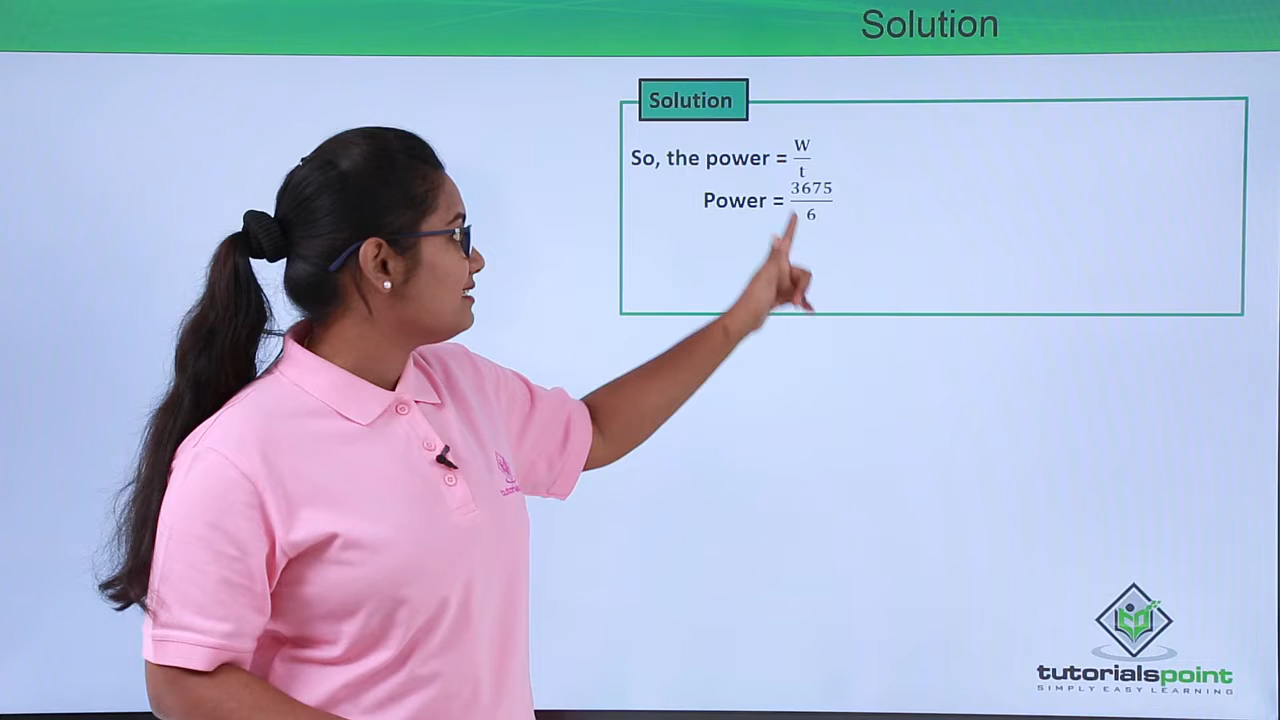 Solution
Solution
So, the power = W/t
Power = 3675/6
tutorialspoint
SIMPLY EASY LEARNING